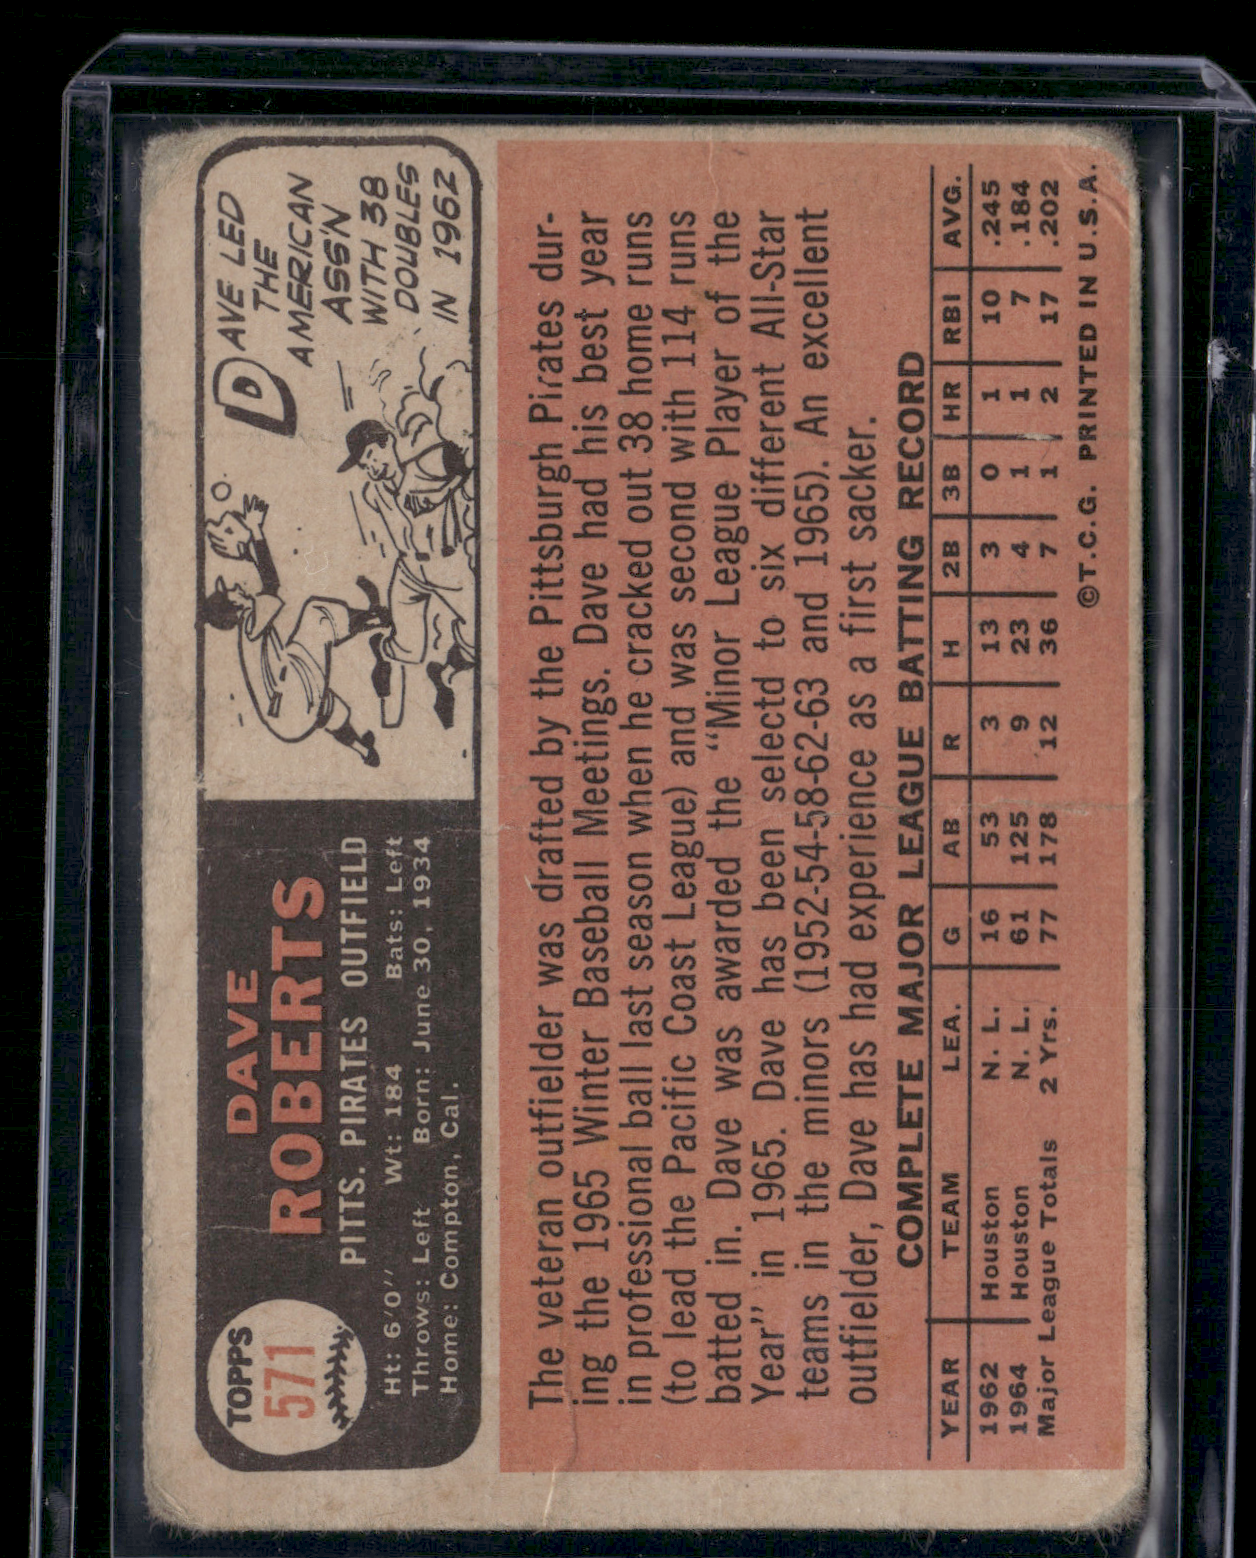 TOPPS
571
DAVE
ROBERTS
PITTS. PIRATES OUTFIELD
Ht: 6'0" Wt: 184 Bats: Left
Throws: Left Born: June 30, 1934
Home: Compton, Cal.
DAVE LED
THE
AMERICAN
ASS'N
WITH 38
DOUBLES
IN 1962
The veteran outfielder was drafted by the Pittsburgh Pirates dur-
ing the 1965 Winter Baseball Meetings. Dave had his best year
in professional ball last season when he cracked out 38 home runs
(to lead the Pacific Coast League) and was second with 114 runs
batted in. Dave was awarded the "Minor League Player of the
Year" in 1965. Dave has been selectd to six different All-Star
teams in the minors (1952-54-58-62-63 and 1965). An excellent
outfielder, Dave has had experience as a first sacker.
COMPLETE MAJOR LEAGUE BATTING RECORD
YEAR TEAM LEA. G AB R H 2B 3B HR RBI AVG.
1962 Houston N. L. 16 53 3 13 3 0 1 10 .245
1964 Houston N. L. 61 125 9 23 4 1 1 7 .184
Major League Totals 2 Yrs. 77 178 12 36 7 1 2 17 .202
©T.C.G. PRINTED IN U.S.A.